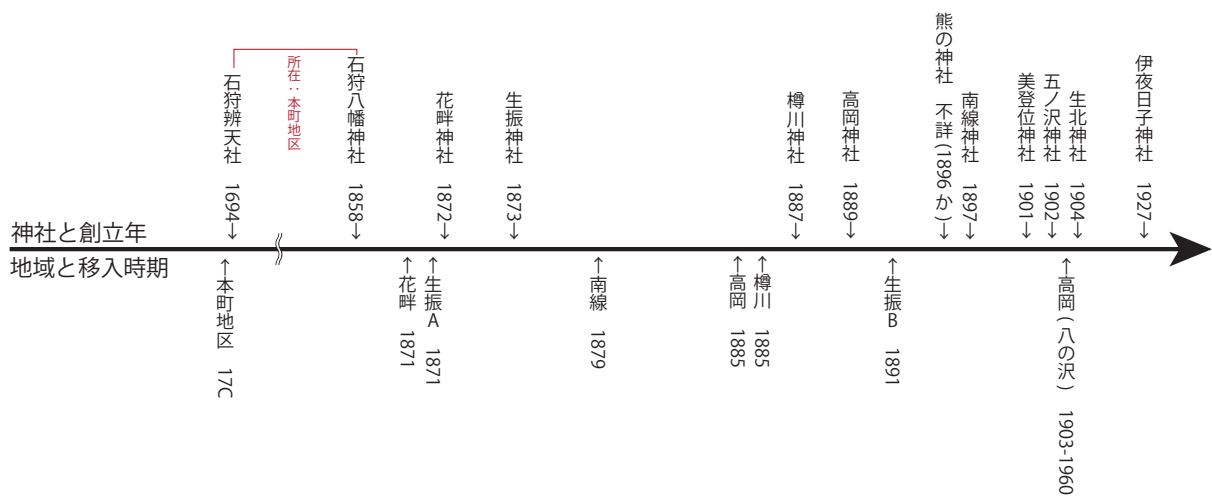 石狩辨天社　1694→
所在：本町地区
石狩八幡神社　1858→
花畔神社　1872→
生振神社　1873→
樽川神社　1887→
高岡神社　1889→
熊の神社　不詳(1896か)→
南線神社　1897→
美登位神社　1901→
五ノ沢神社　1902→
生北神社　1904→
伊夜日子神社　1927→
神社と創立年
地域と移入時期
←本町地区　17C
←花畔　1871
←生振A　1871
←南線　1879
←高岡　1885
←樽川　1885
←生振B　1891
←高岡(八の沢)　1903-1960